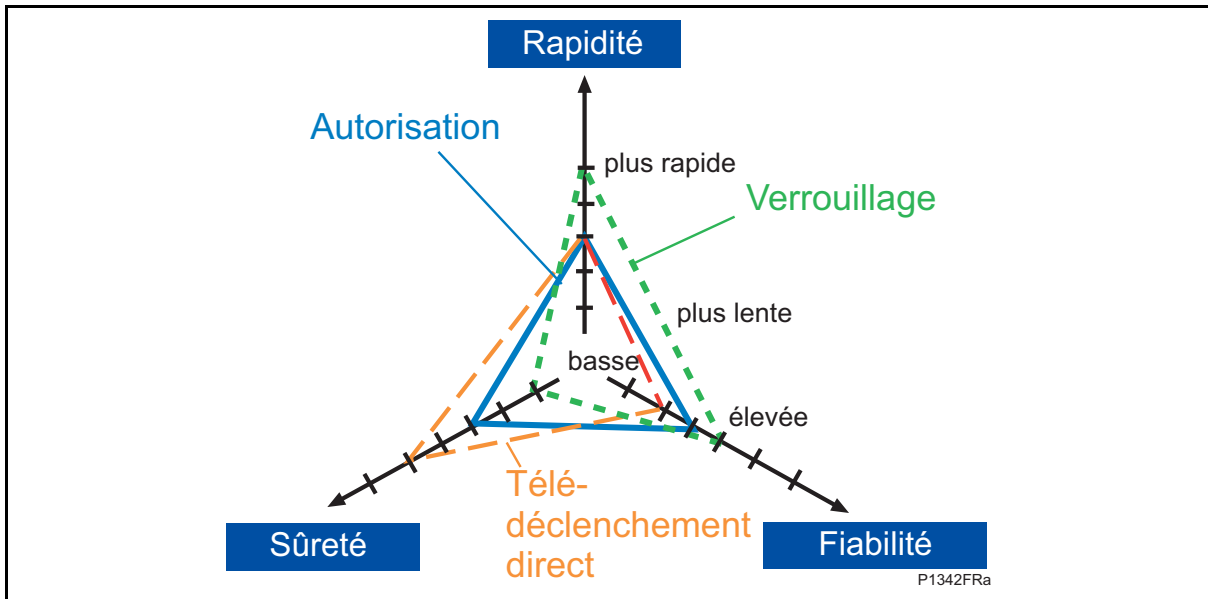 Rapidité
Autorisation
plus rapide
Verrouillage
plus lente
basse
élevée
Télé-
déclenchement
direct
Sûreté
Fiabilité
P1342FRa